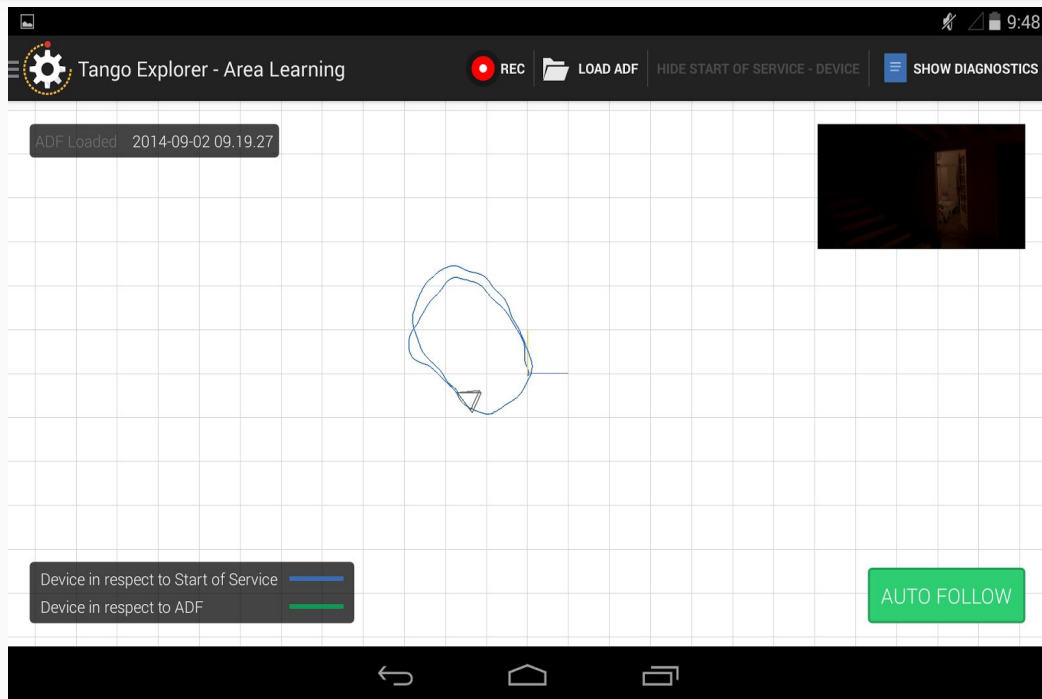 9:48
Tango Explorer - Area Learning
REC
LOAD ADF
HIDE START OF SERVICE - DEVICE
SHOW DIAGNOSTICS
ADF Loaded 2014-09-02 09.19.27
Device in respect to Start of Service
Device in respect to ADF
AUTO FOLLOW